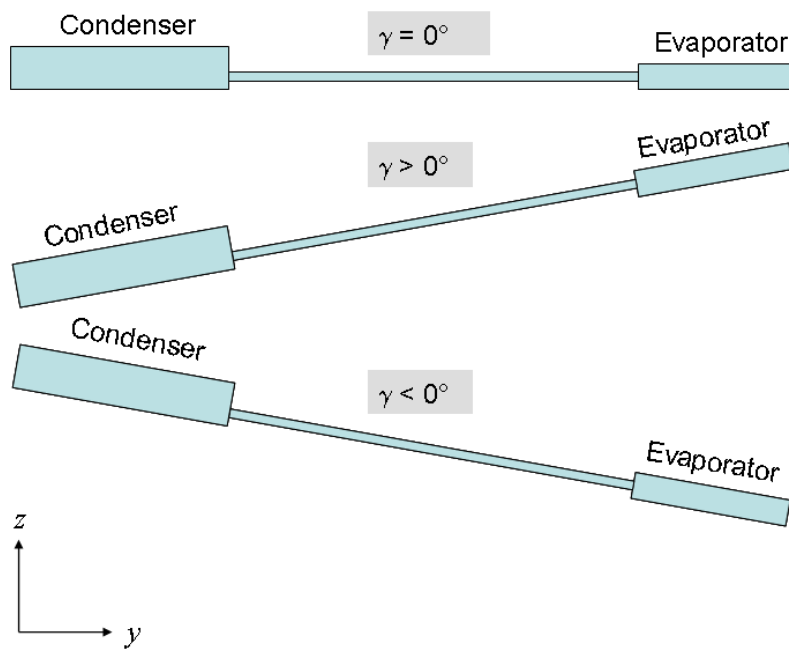 Condenser
γ = 0°
Evaporator
γ > 0°
Evaporator
Condenser
Condenser
γ < 0°
Evaporator
z
y